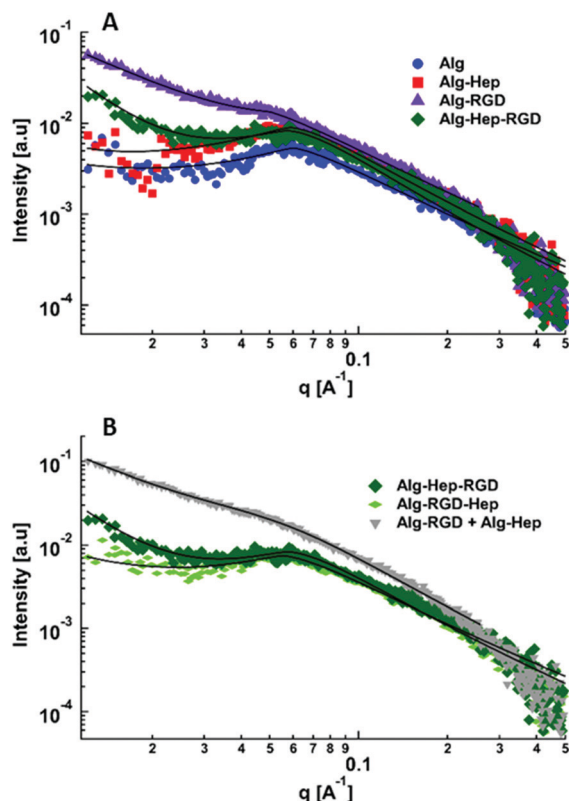 A
Alg
Alg-Hep
Alg-RGD
Alg-Hep-RGD
Intensity [a.u]
10⁻¹
10⁻²
10⁻³
10⁻⁴
2 3 4 5 6 7 8 9 0.1 2 3 4 5
q [A⁻¹]
B
Alg-Hep-RGD
Alg-RGD-Hep
Alg-RGD + Alg-Hep
Intensity [a.u]
10⁻¹
10⁻²
10⁻³
10⁻⁴
2 3 4 5 6 7 8 9 0.1 2 3 4 5
q [A⁻¹]